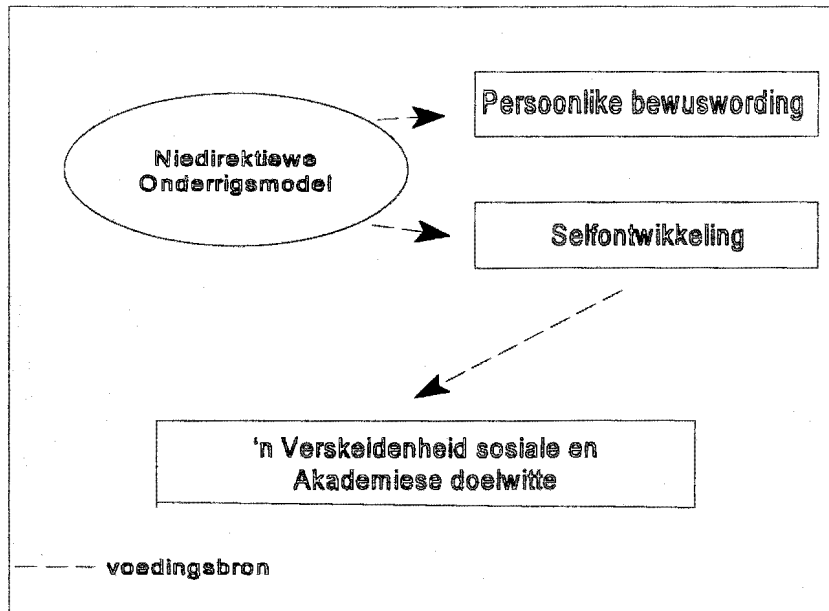 Persoonlike bewuswording
Niedirektiewe
Onderrigsmodel
Selfontwikkeling
'n Verskeidenheid sosiale en
Akademiese doelwitte
voedingsbron